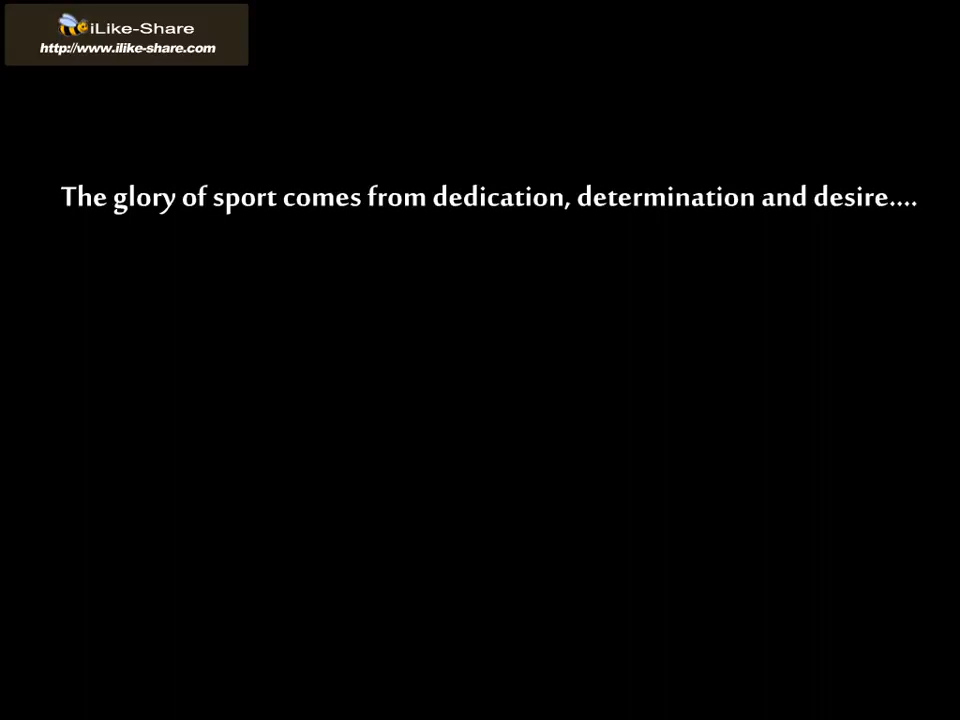 iLike-Share
http://www.ilike-share.com
The glory of sport comes from dedication, determination and desire....